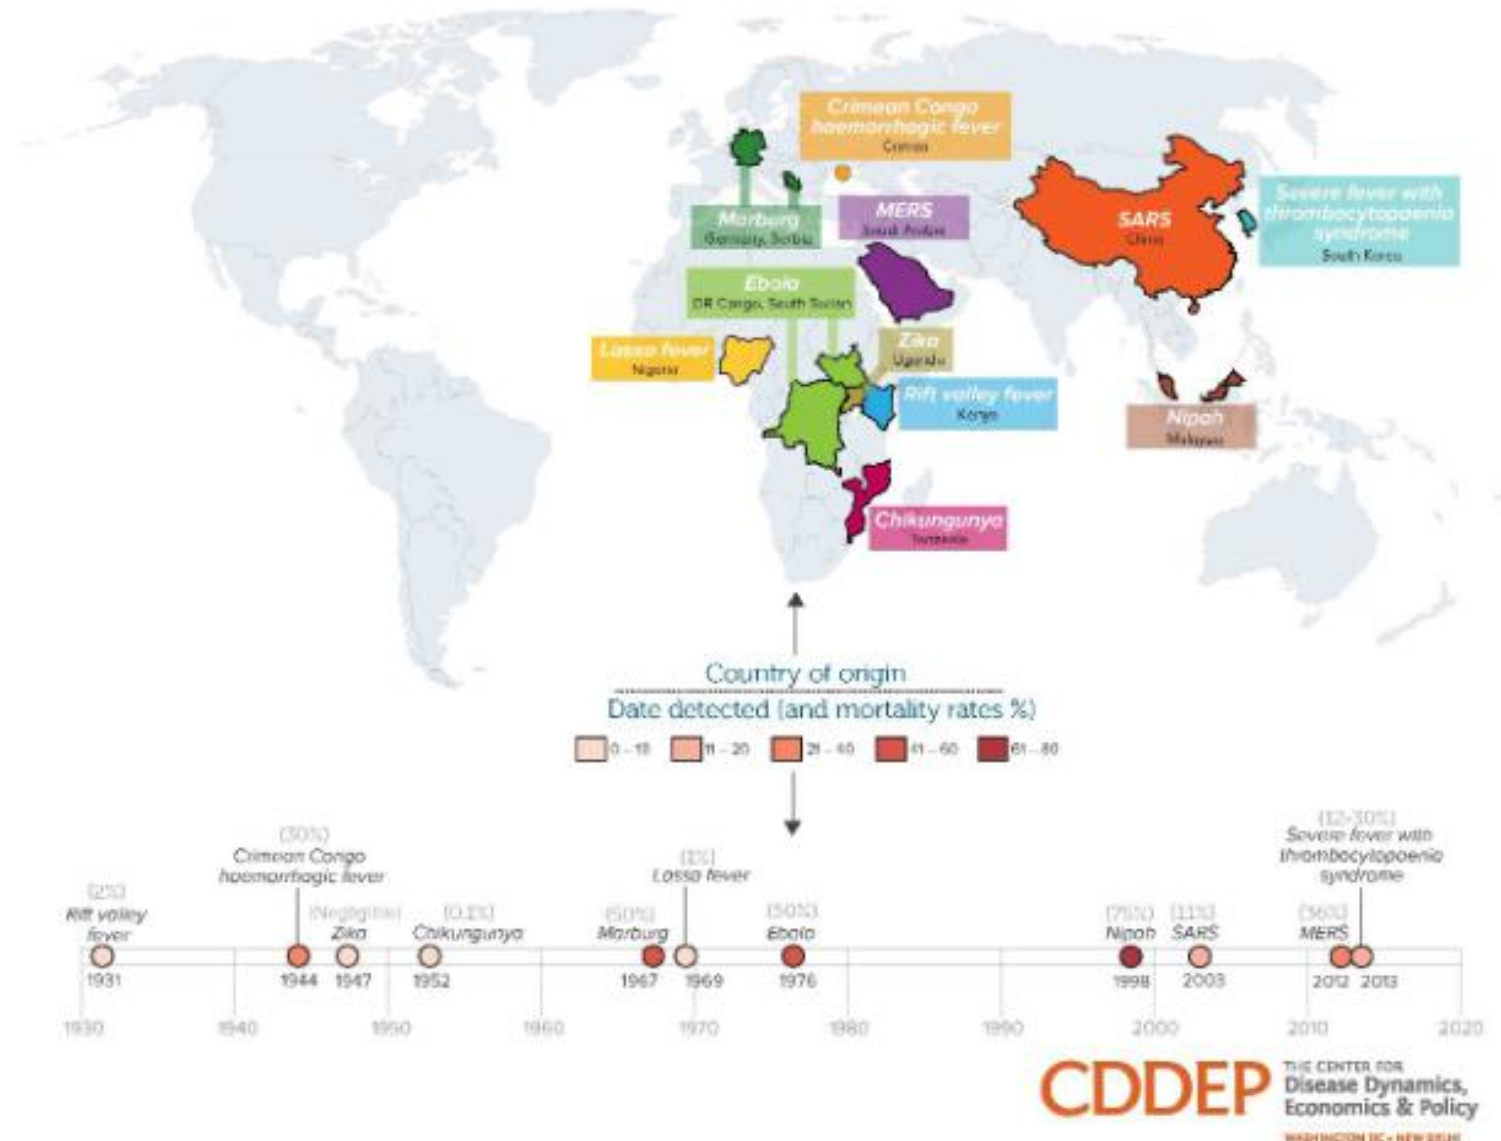 Crimean Congo
haemorrhagic fever
Crimea
Marburg
Germany, Serbia
MERS
Saudi Arabia
SARS
China
Severe fever with
thrombocytopaenia
syndrome
South Korea
Ebola
DR Congo, South Sudan
Lassa fever
Nigeria
Zika
Uganda
Rift valley fever
Kenya
Nipah
Malaysia
Chikungunya
Tanzania
Country of origin
Date detected (and mortality rates %)
0 – 10
11 – 20
21 – 40
41 – 60
61 – 80
(2%)
Rift valley
fever
1931
(30%)
Crimean Congo
haemorrhagic fever
1944
(Negligible)
Zika
1947
(0.1%)
Chikungunya
1952
(50%)
Marburg
1967
(1%)
Lassa fever
1969
(50%)
Ebola
1976
(75%)
Nipah
1998
(11%)
SARS
2003
(36%)
MERS
2012
(12-30%)
Severe fever with
thrombocytopaenia
syndrome
2013
1930 1940 1950 1960 1970 1980 1990 2000 2010 2020
CDDEP
THE CENTER FOR
Disease Dynamics,
Economics & Policy
WASHINGTON DC • NEW DELHI